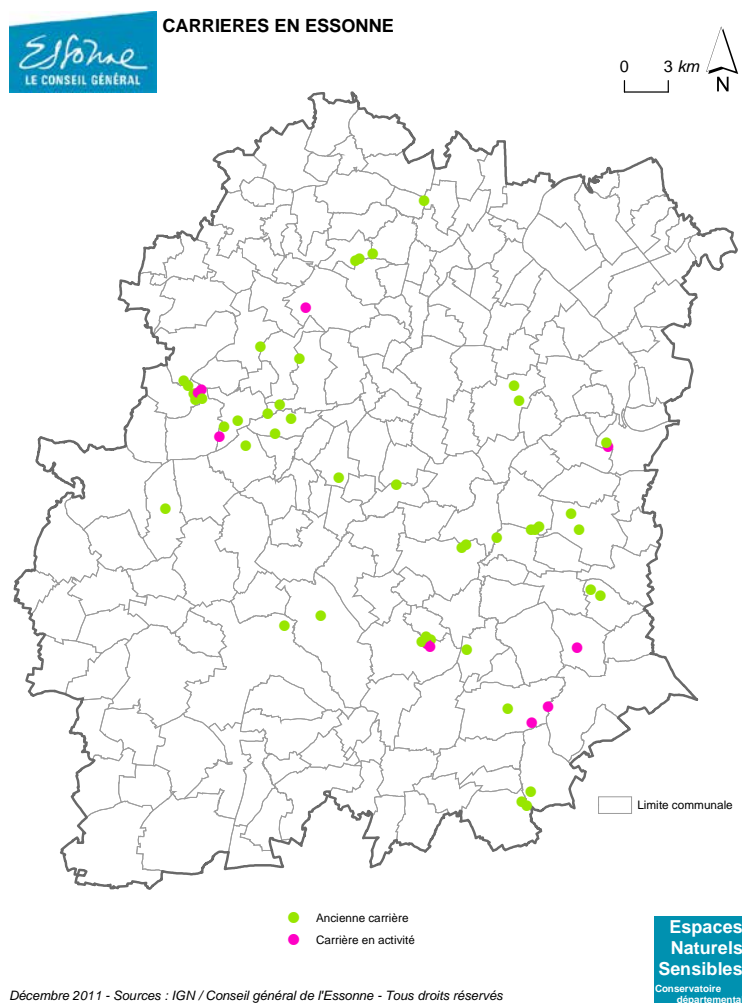 Essonne
LE CONSEIL GÉNÉRAL
CARRIERES EN ESSONNE
0 3 km
N
Limite communale
Ancienne carrière
Carrière en activité
Espaces
Naturels
Sensibles
Conservatoire
Décembre 2011 - Sources : IGN / Conseil général de l'Essonne - Tous droits réservés